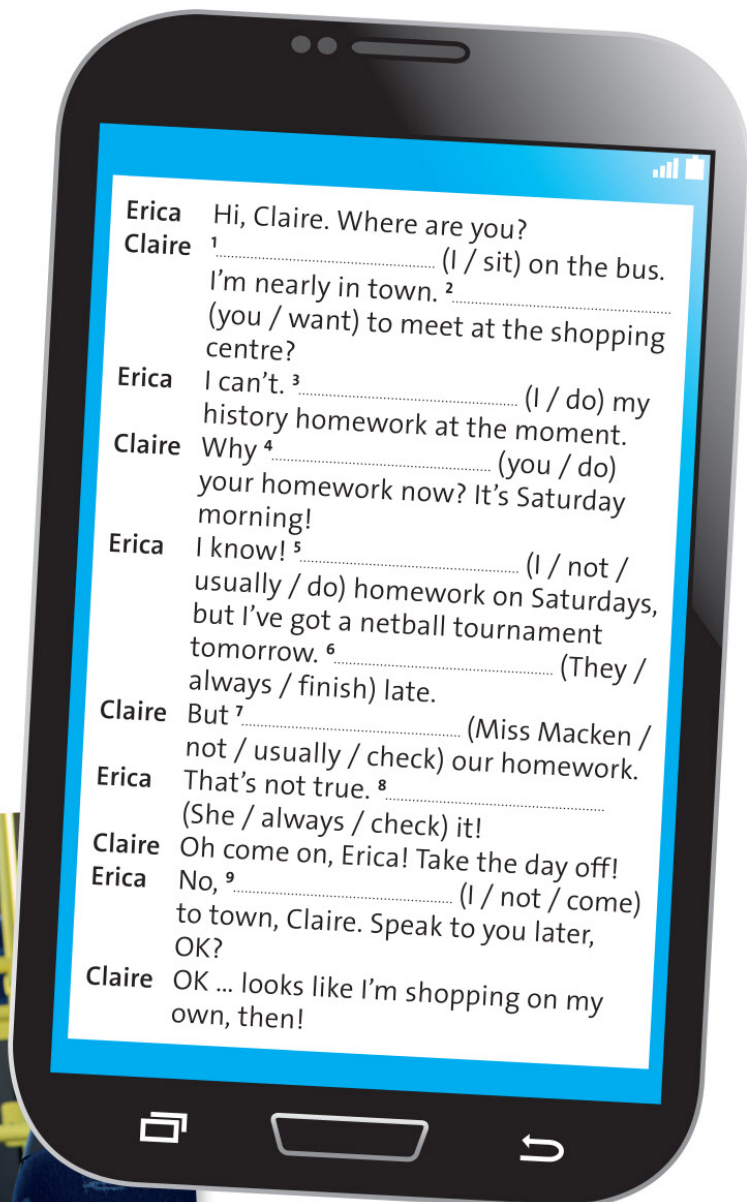 Erica Hi, Claire. Where are you?
Claire 1.................... (I / sit) on the bus.
I'm nearly in town. 2....................
(you / want) to meet at the shopping
centre?
Erica I can't. 3.................... (I / do) my
history homework at the moment.
Claire Why 4.................... (you / do)
your homework now? It's Saturday
morning!
Erica I know! 5.................... (I / not /
usually / do) homework on Saturdays,
but I've got a netball tournament
tomorrow. 6.................... (They /
always / finish) late.
Claire But 7.................... (Miss Macken /
not / usually / check) our homework.
Erica That's not true. 8....................
(She / always / check) it!
Claire Oh come on, Erica! Take the day off!
Erica No, 9.................... (I / not / come)
to town, Claire. Speak to you later,
OK?
Claire OK ... looks like I'm shopping on my
own, then!